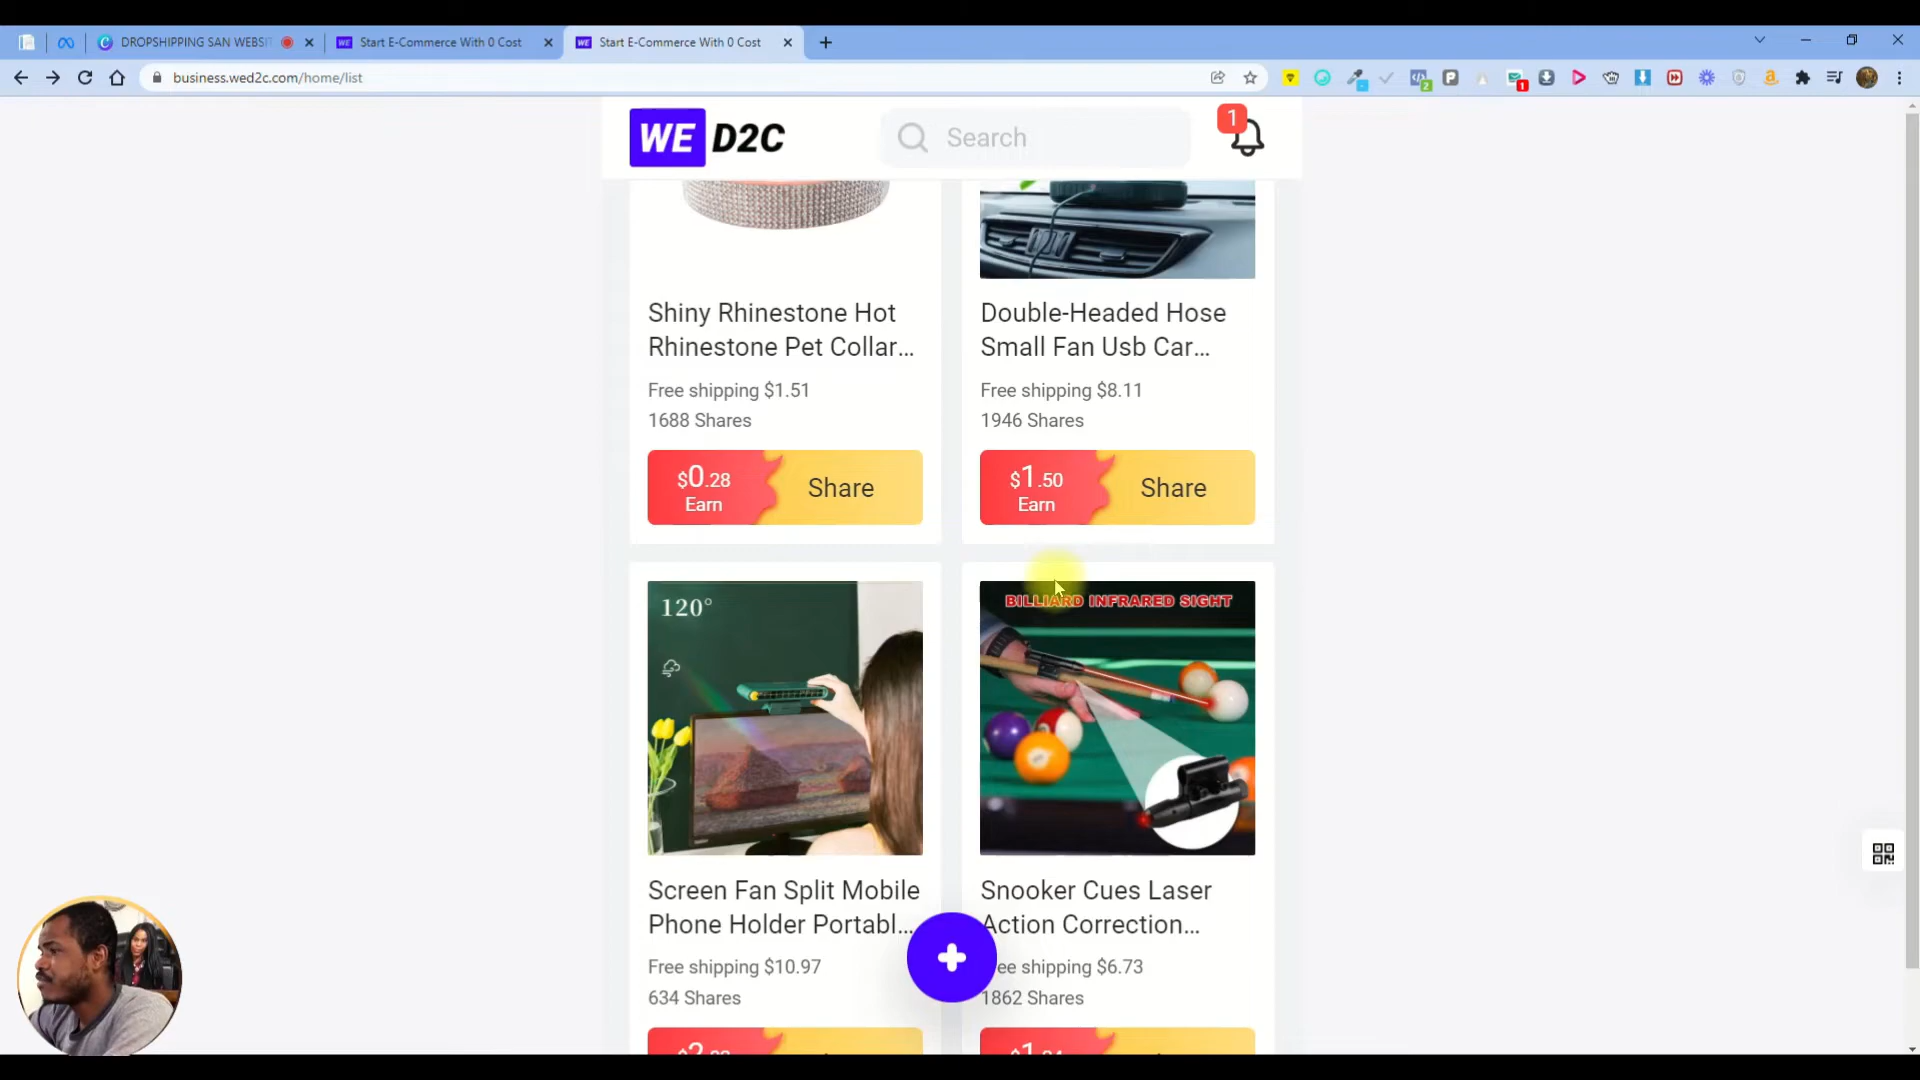 DROPSHIPPING SAN WEBSIT
Start E-Commerce With 0 Cost
Start E-Commerce With 0 Cost
business.wed2c.com/home/list
2
1
WE D2C
Search
1
Shiny Rhinestone Hot
Rhinestone Pet Collar...
Free shipping $1.51
1688 Shares
$0.28
Earn
Share
Double-Headed Hose
Small Fan Usb Car...
Free shipping $8.11
1946 Shares
$1.50
Earn
Share
120°
Screen Fan Split Mobile
Phone Holder Portabl...
Free shipping $10.97
634 Shares
BILLIARD INFRARED SIGHT
Snooker Cues Laser
Action Correction...
ee shipping $6.73
1862 Shares